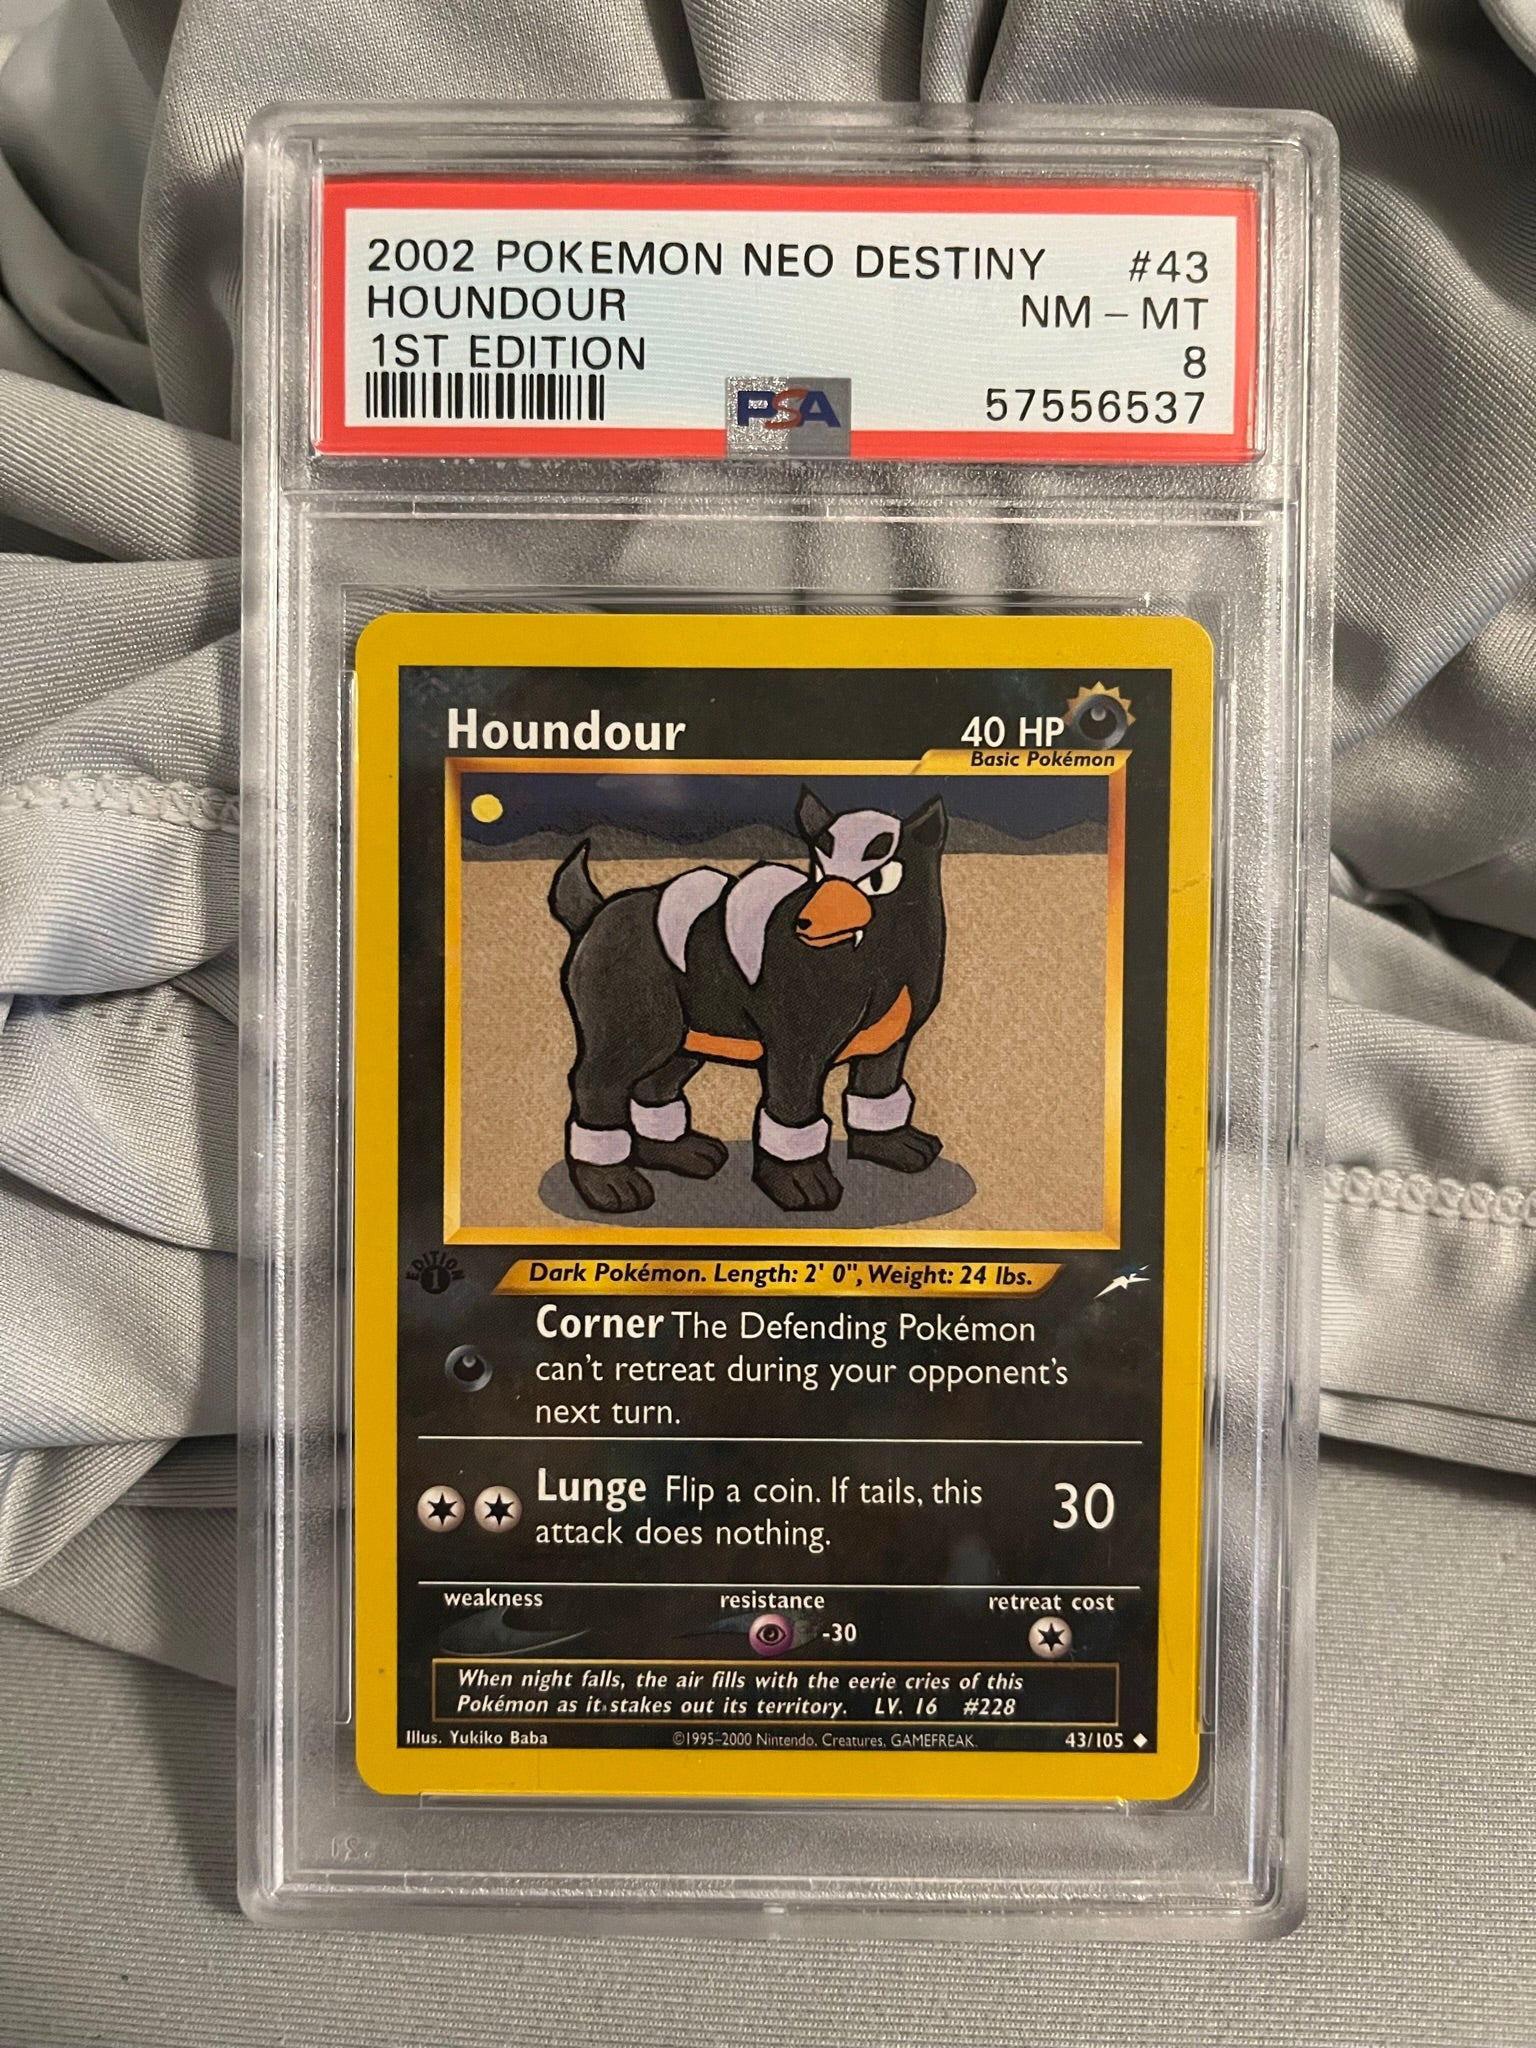 2002 POKEMON NEO DESTINY #43
HOUNDOUR NM - MT
1ST EDITION 8
PSA 57556537
Houndour 40 HP
Basic Pokémon
EDITION
1
Dark Pokémon. Length: 2' 0", Weight: 24 lbs.
Corner The Defending Pokémon
can't retreat during your opponent's
next turn.
Lunge Flip a coin. If tails, this
attack does nothing. 30
weakness resistance retreat cost
-30
When night falls, the air fills with the eerie cries of this
Pokémon as it stakes out its territory. LV. 16 #228
Illus. Yukiko Baba ©1995-2000 Nintendo, Creatures, GAMEFREAK. 43/105